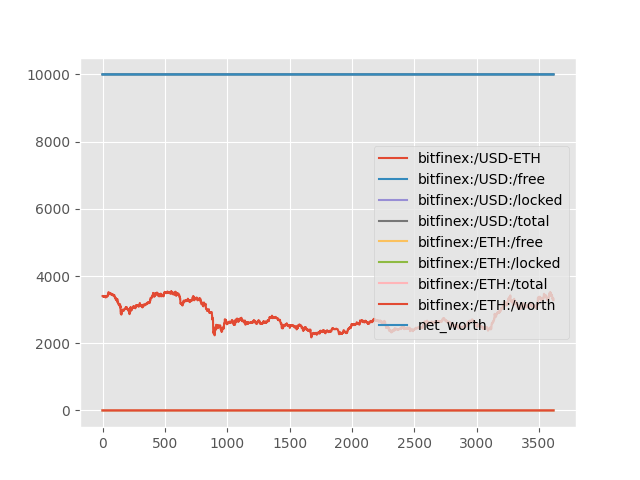 10000
8000
6000
4000
2000
0
bitfinex:/USD-ETH
bitfinex:/USD:/free
bitfinex:/USD:/locked
bitfinex:/USD:/total
bitfinex:/ETH:/free
bitfinex:/ETH:/locked
bitfinex:/ETH:/total
bitfinex:/ETH:/worth
net_worth
0 500 1000 1500 2000 2500 3000 3500